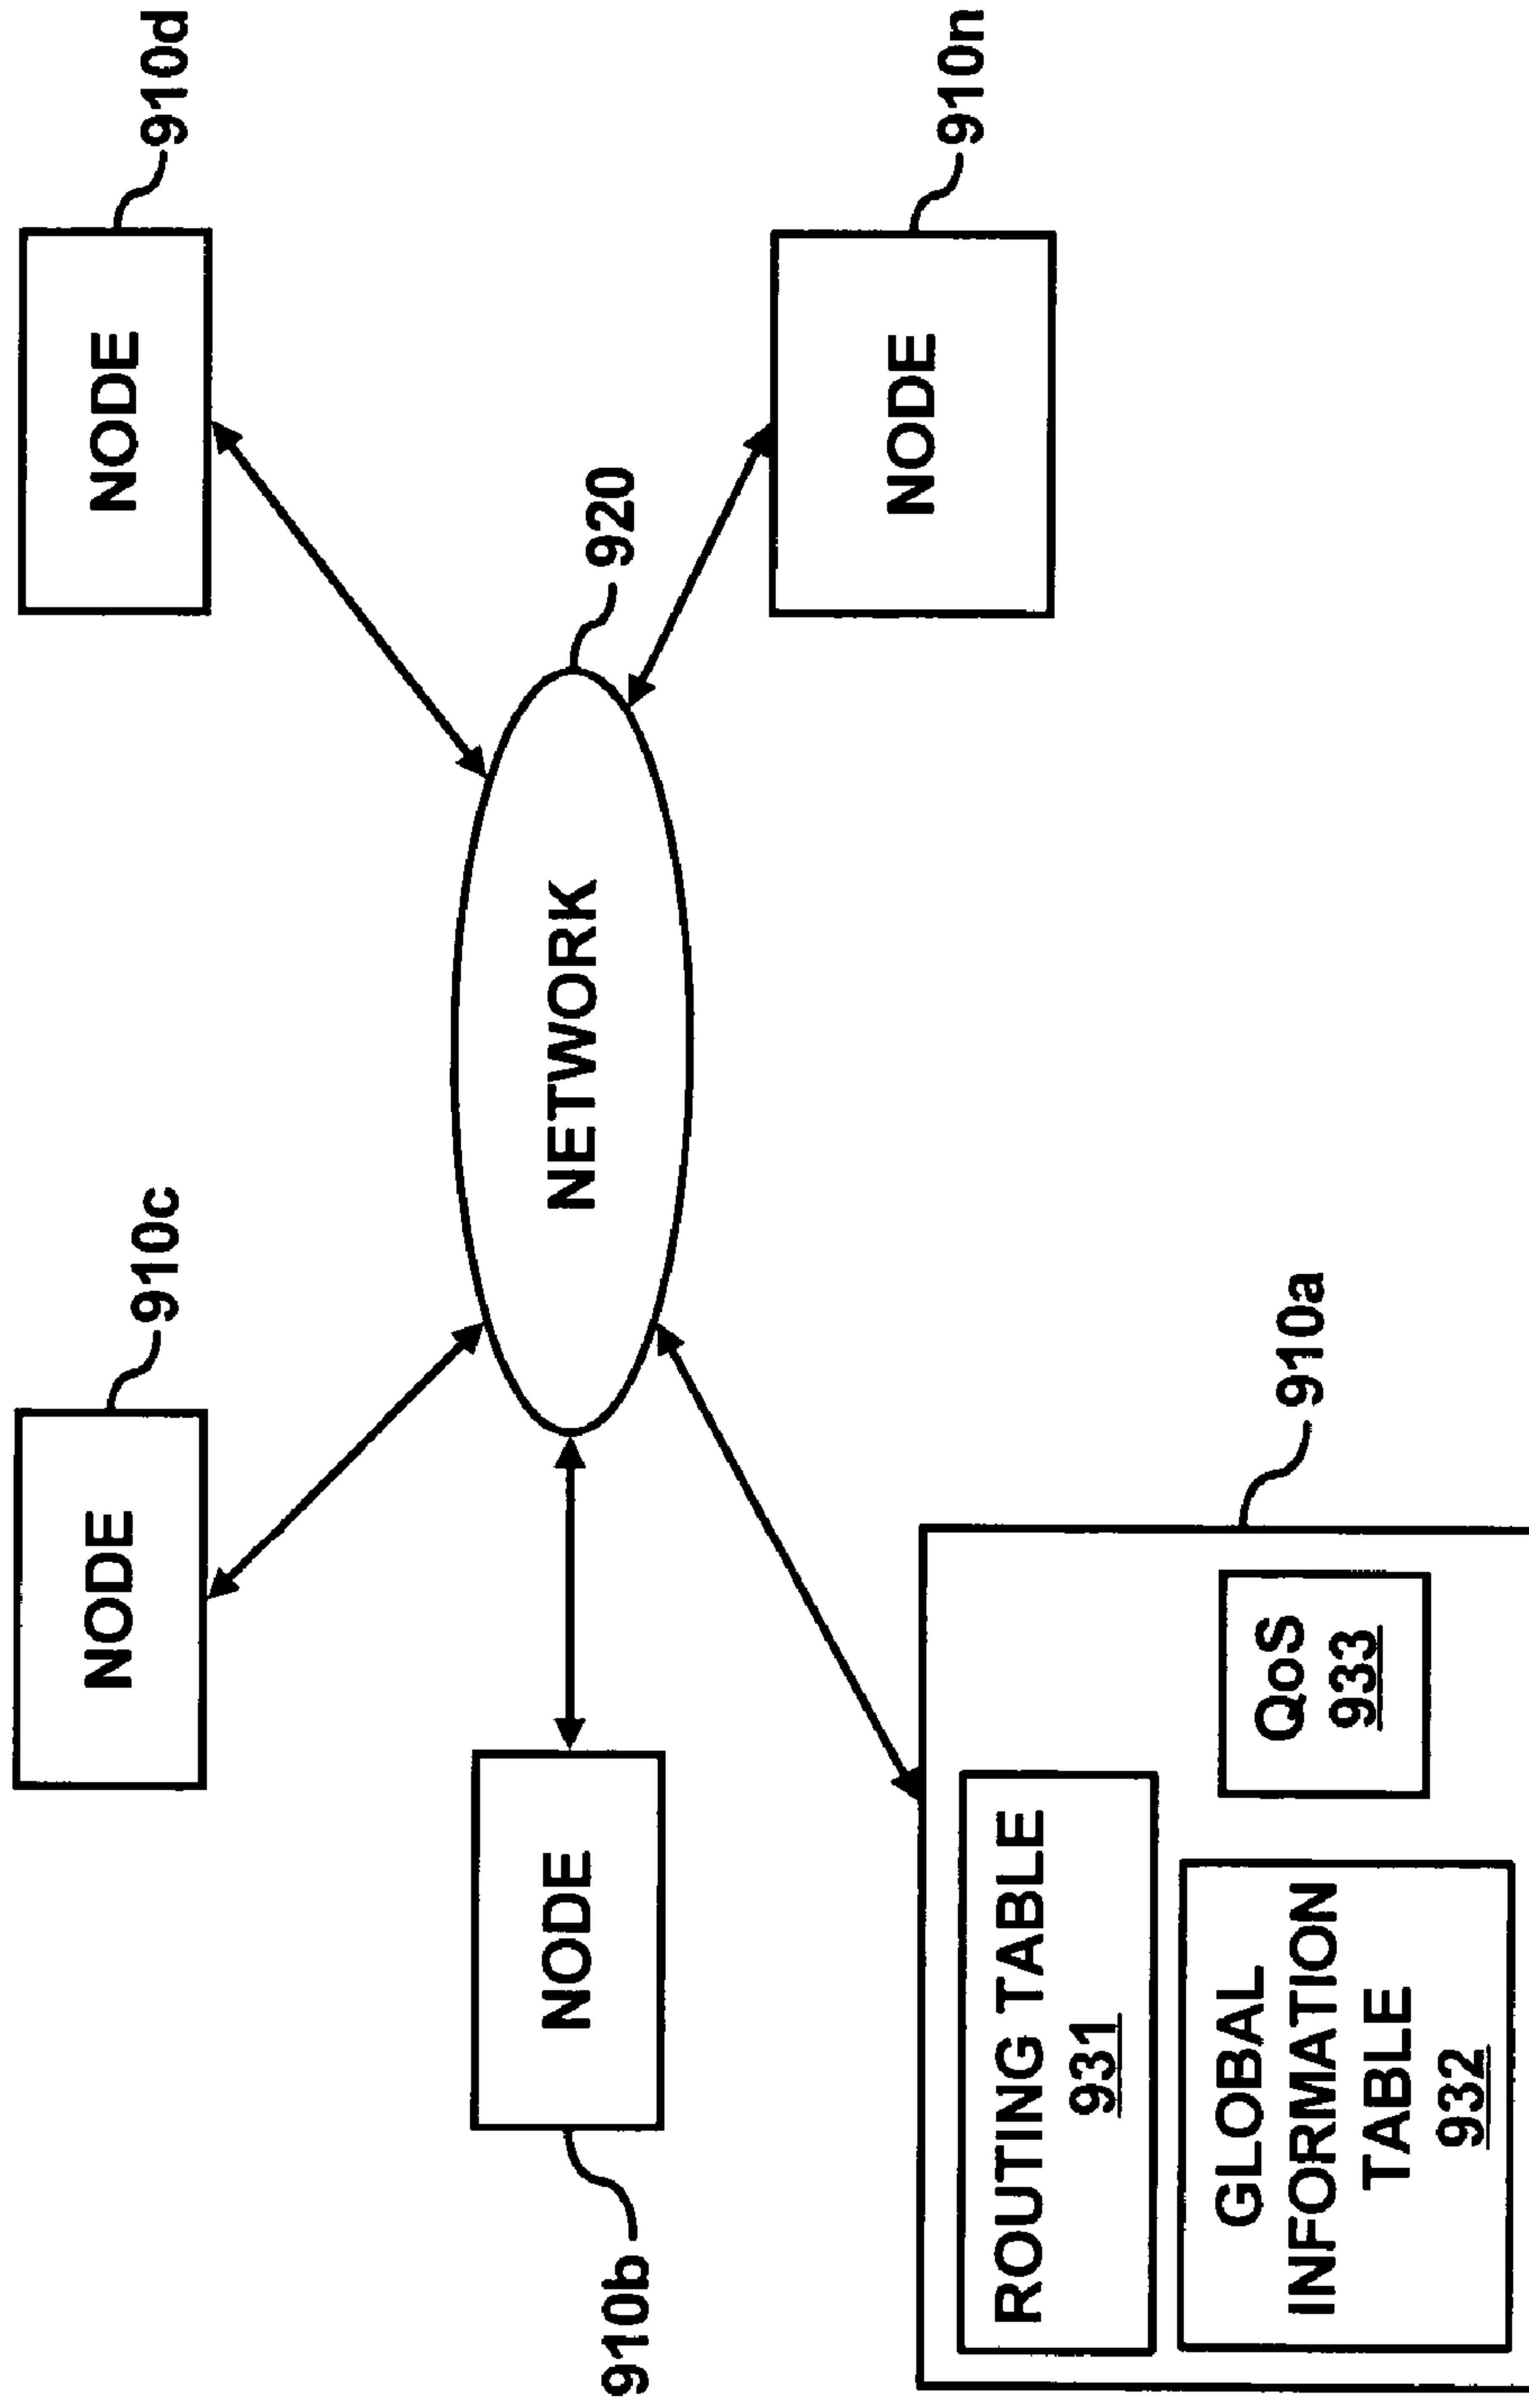 910c
NODE
910d
NODE
910b
NODE
NETWORK
920
910n
NODE
910a
ROUTING TABLE
931
QoS
933
GLOBAL
INFORMATION
TABLE
932